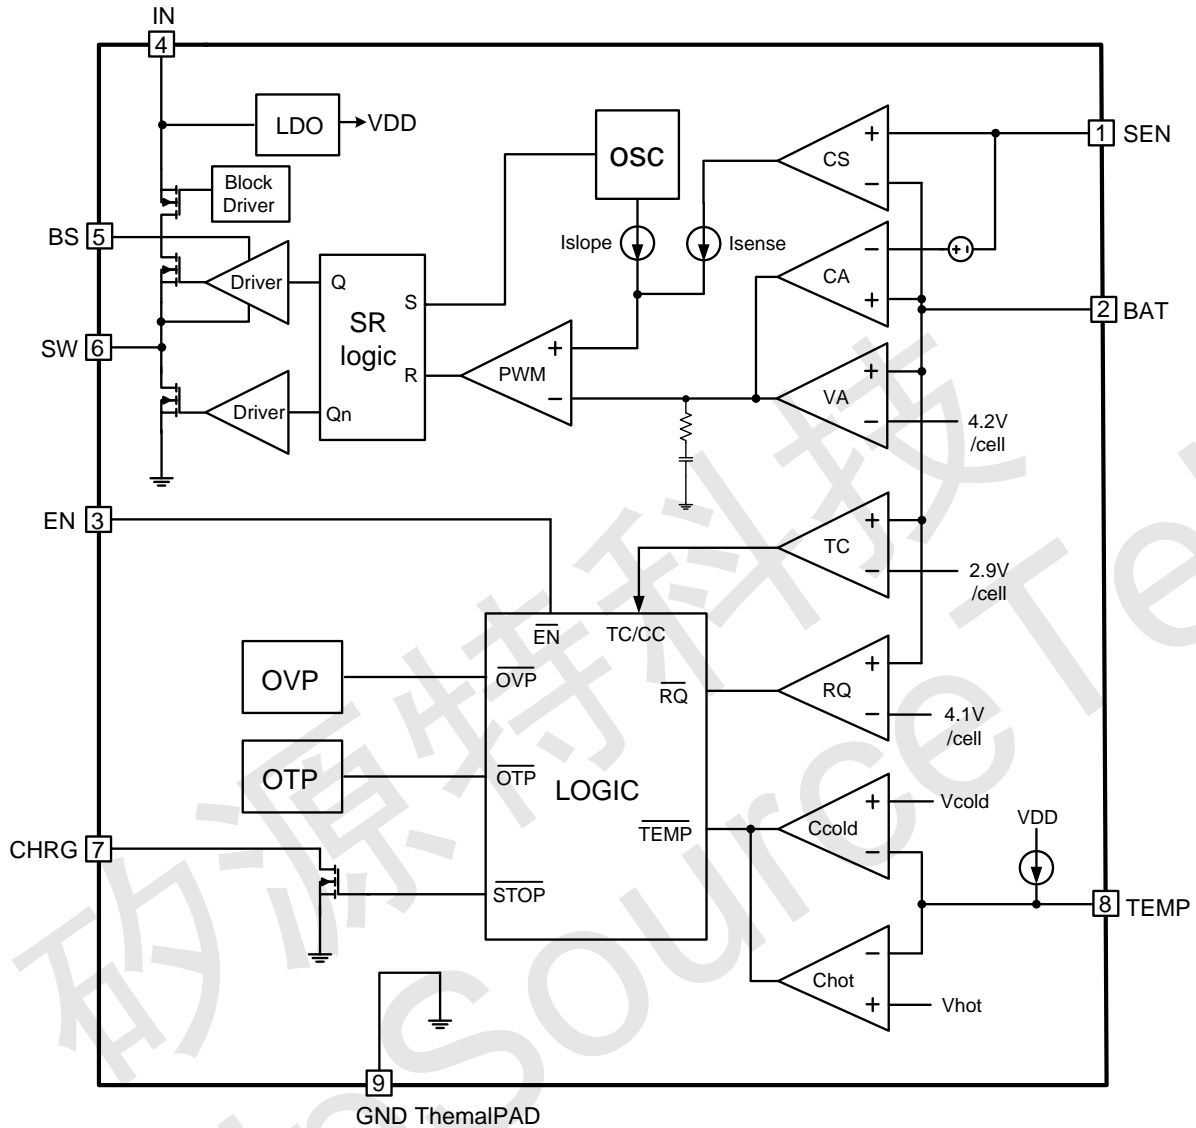 IN
4
LDO
VDD
OSC
1
SEN
CS
+
−
Block
Driver
BS
5
Islope
Isense
Driver
Q
S
SR
logic
R
Qn
CA
−
+
+ı
2
BAT
SW
6
PWM
+
−
VA
+
−
4.2V
/cell
Driver
EN
3
TC
+
−
2.9V
/cell
EN
TC/CC
OVP
OVP
RQ
RQ
+
−
4.1V
/cell
OTP
OTP
LOGIC
TEMP
Ccold
+
−
Vcold
VDD
CHRG
7
STOP
8
TEMP
Chot
−
+
Vhot
9
GND ThemalPAD
矽源特科技